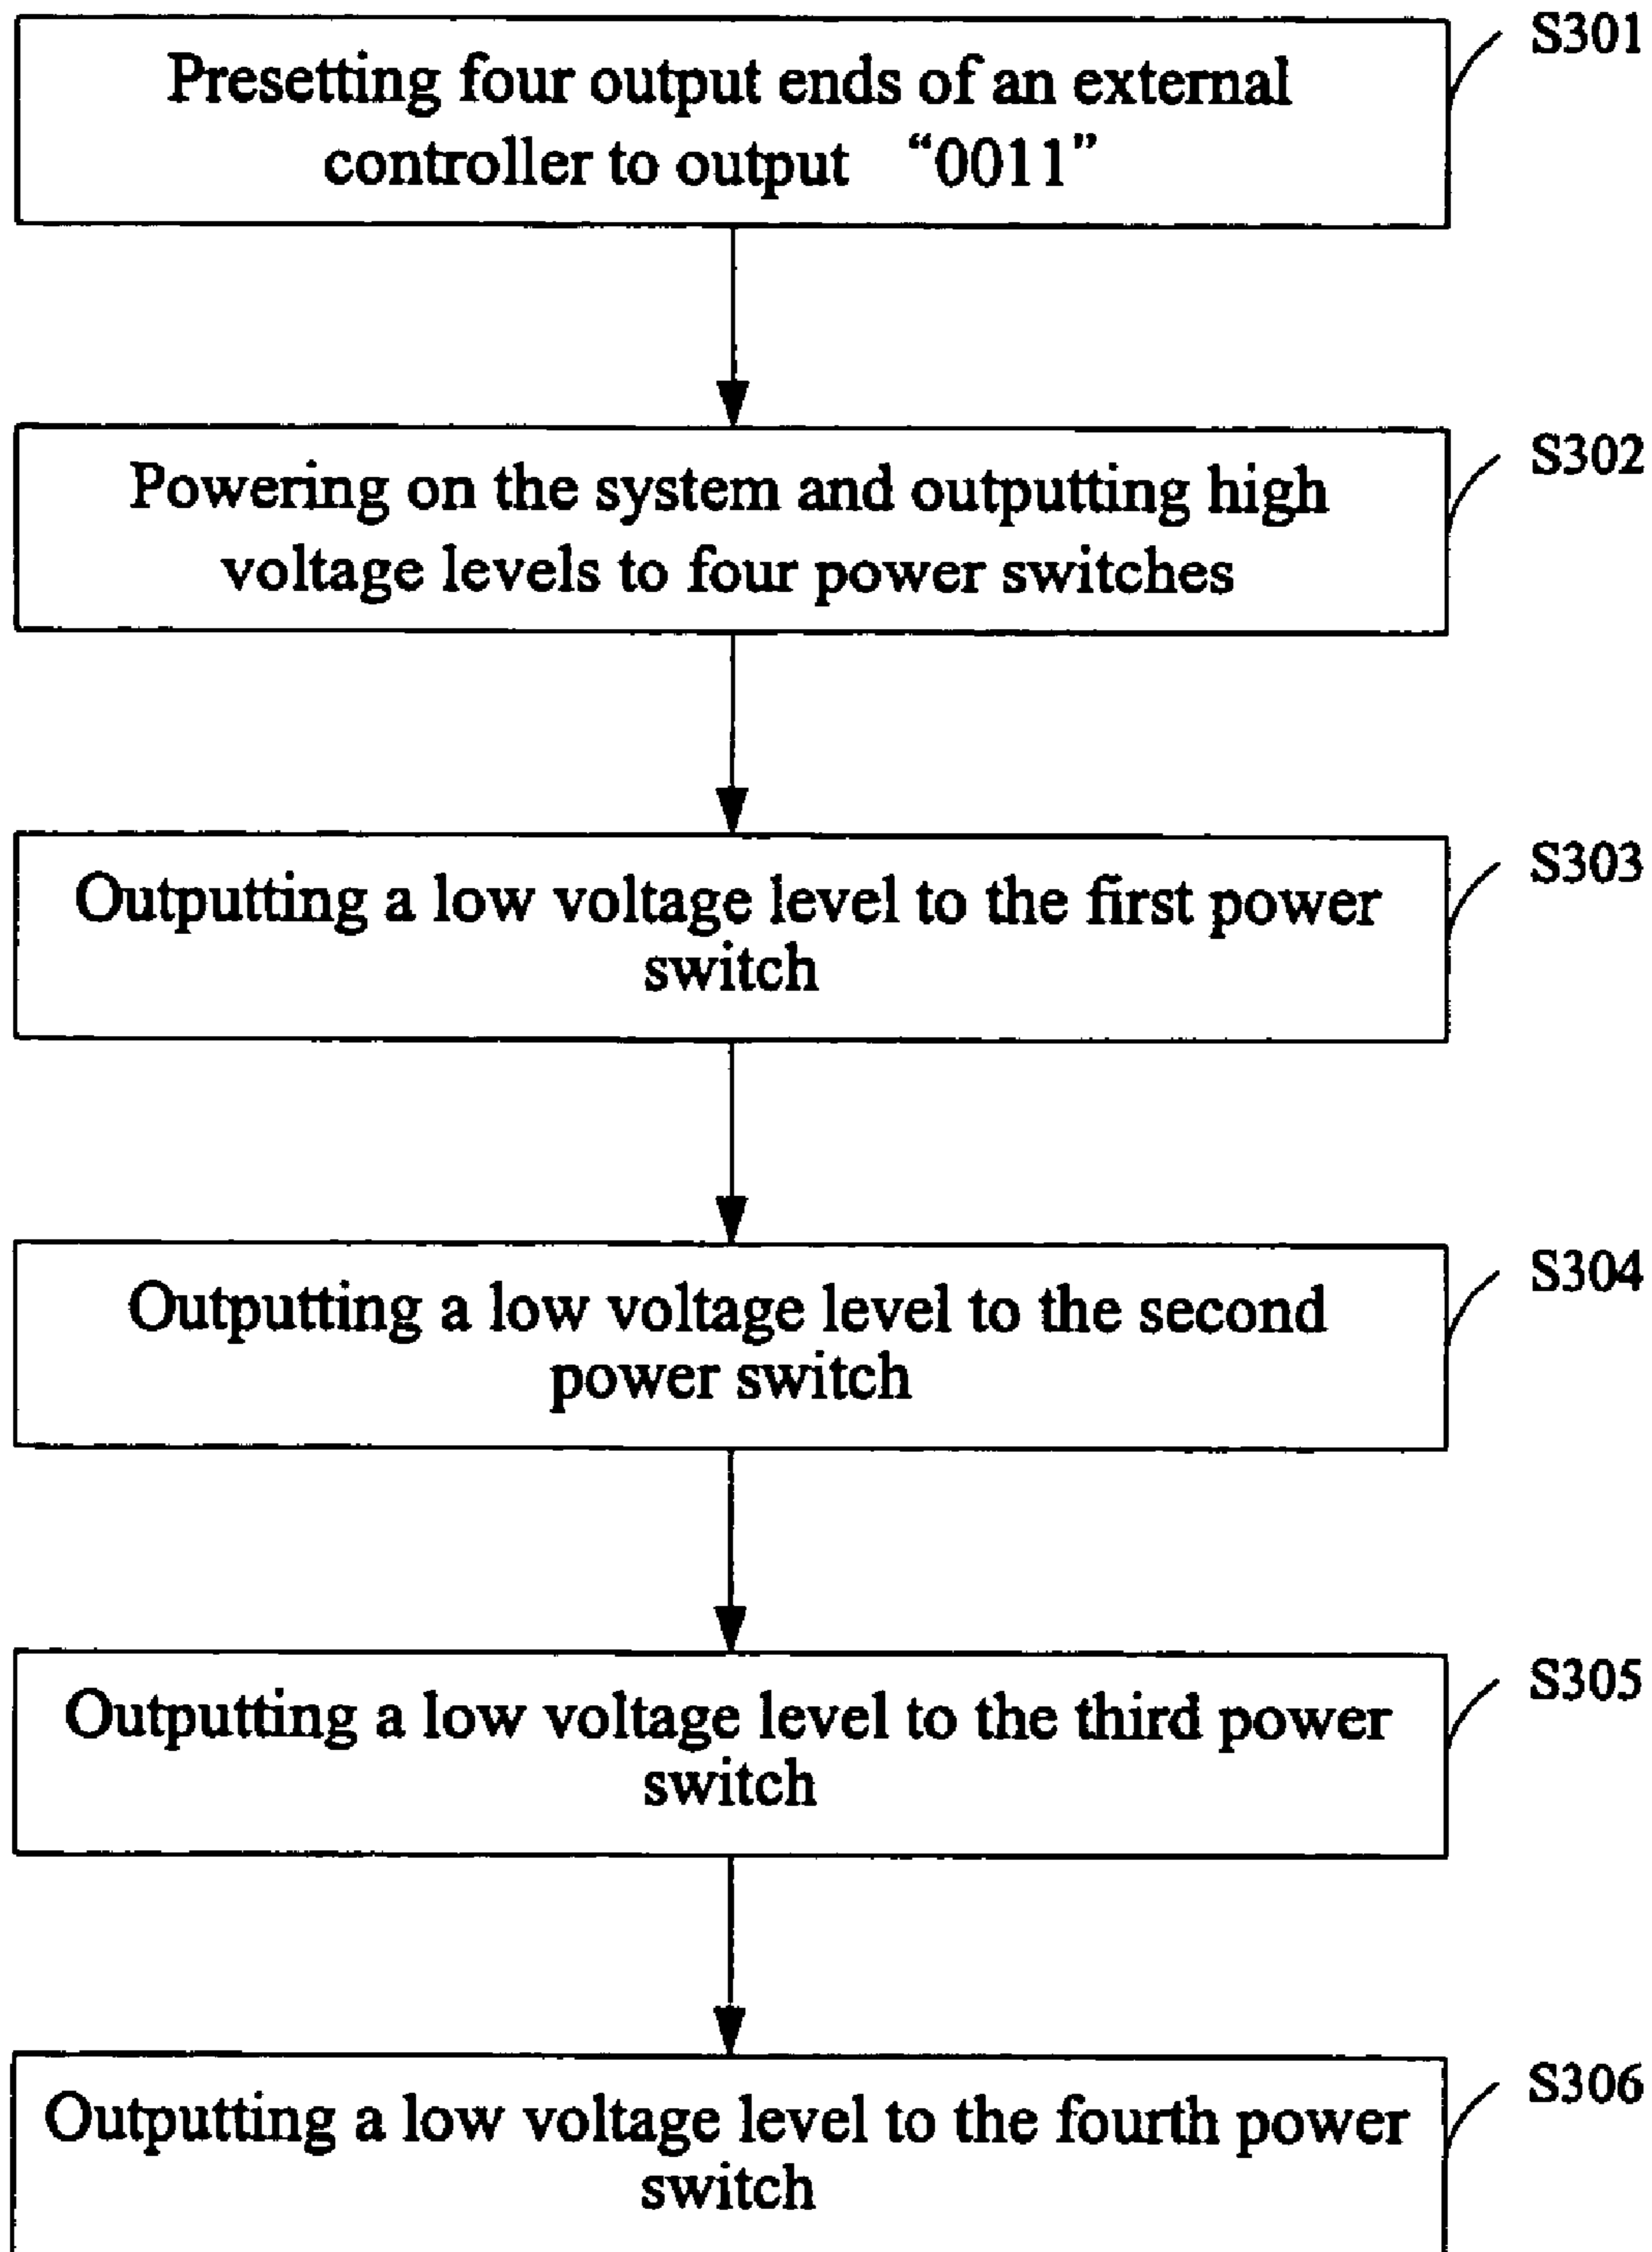 S301
Presetting four output ends of an external
controller to output “0011”
S302
Powering on the system and outputting high
voltage levels to four power switches
S303
Outputting a low voltage level to the first power
switch
S304
Outputting a low voltage level to the second
power switch
S305
Outputting a low voltage level to the third power
switch
S306
Outputting a low voltage level to the fourth power
switch